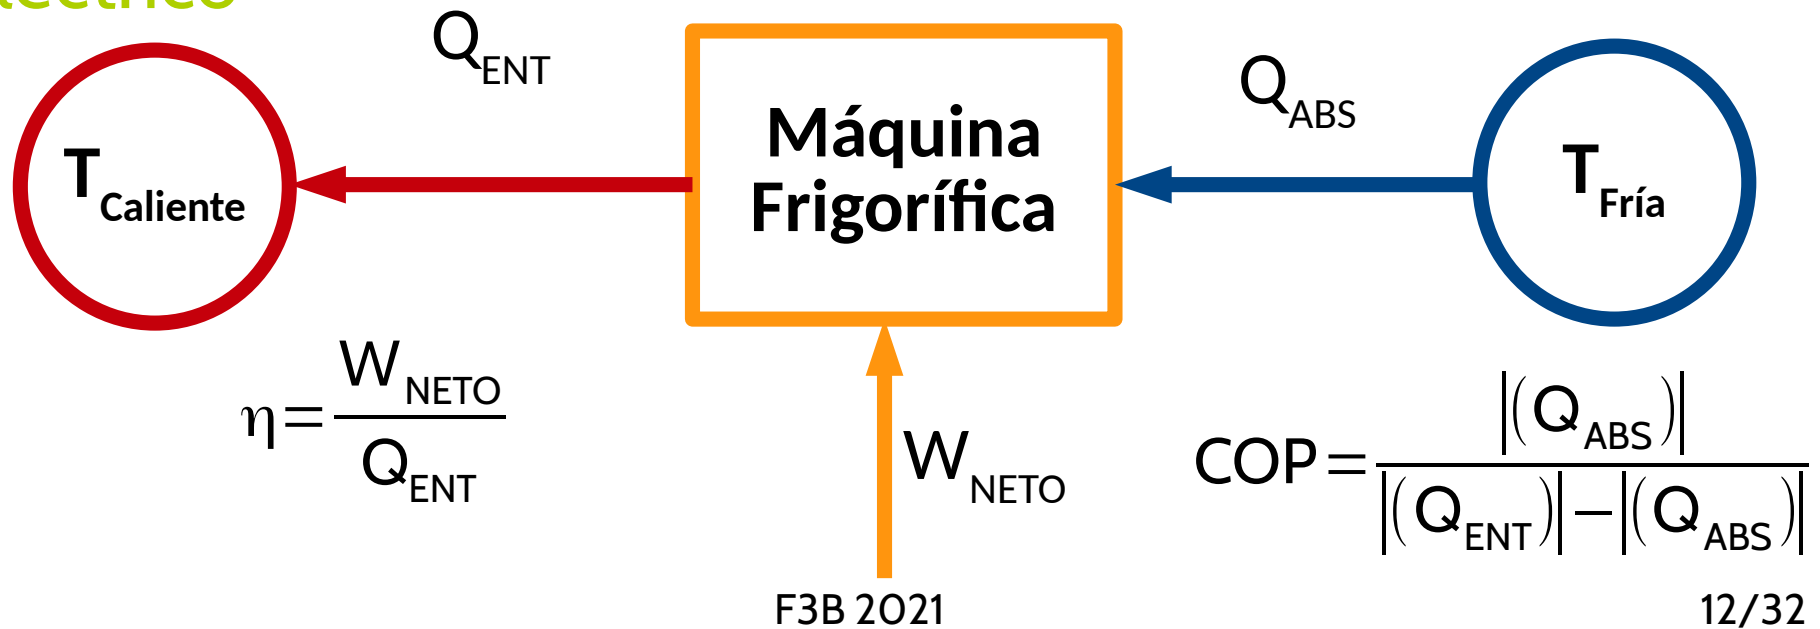 Q_ENT
Q_ABS
Máquina
Frigorífica
T_Caliente
T_Fría
η = W_NETO / Q_ENT
W_NETO
COP = |(Q_ABS)| / |(Q_ENT)| − |(Q_ABS)|
F3B 2021
12/32